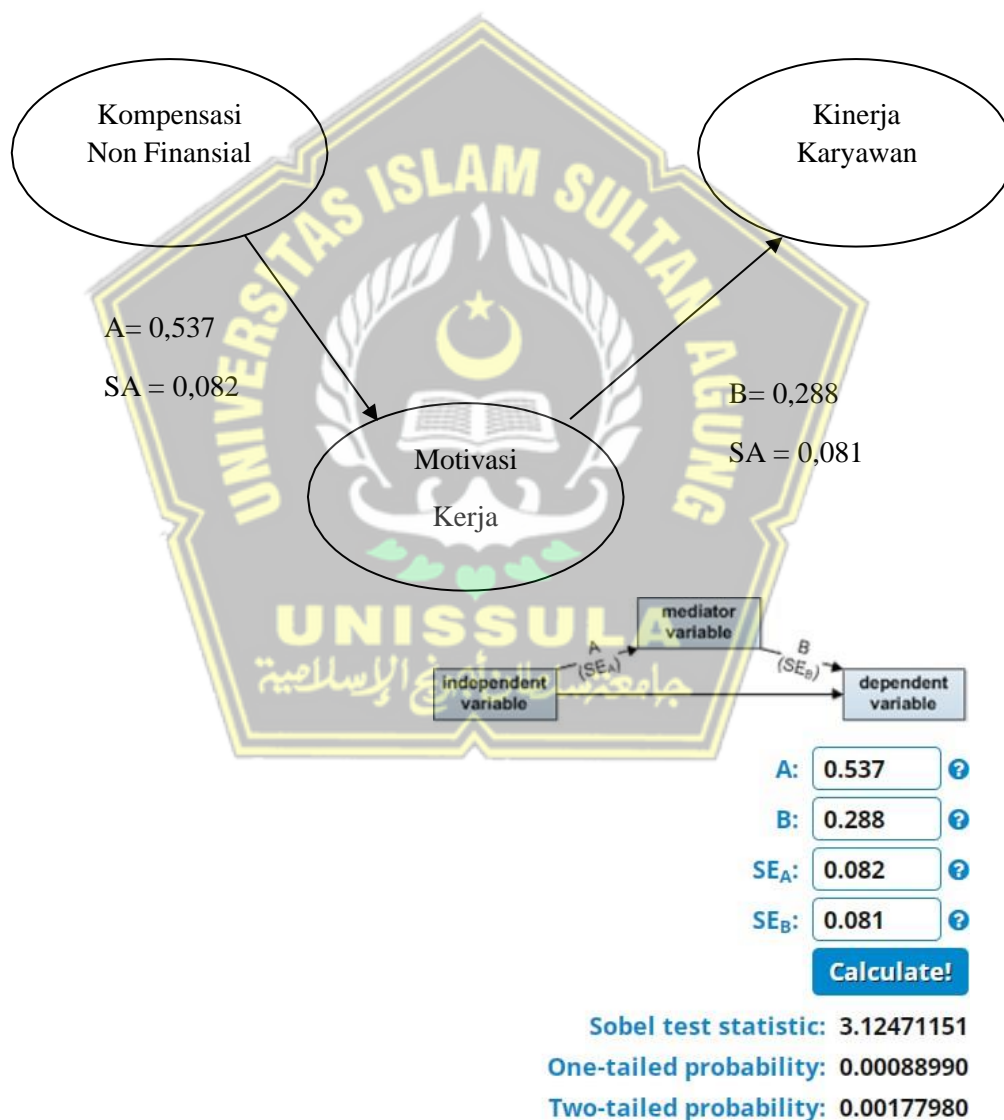 Kompensasi
Non Finansial
Kinerja
Karyawan
UNIVERSITAS ISLAM SULTAN AGUNG
A= 0,537
SA = 0,082
B= 0,288
SA = 0,081
Motivasi
Kerja
UNISSULA
جامعة سلطان أجونج الإسلامية
mediator
variable
A
(SEA)
B
(SEB)
independent
variable
dependent
variable
A: 0.537
B: 0.288
SEA: 0.082
SEB: 0.081
Calculate!
Sobel test statistic: 3.12471151
One-tailed probability: 0.00088990
Two-tailed probability: 0.00177980